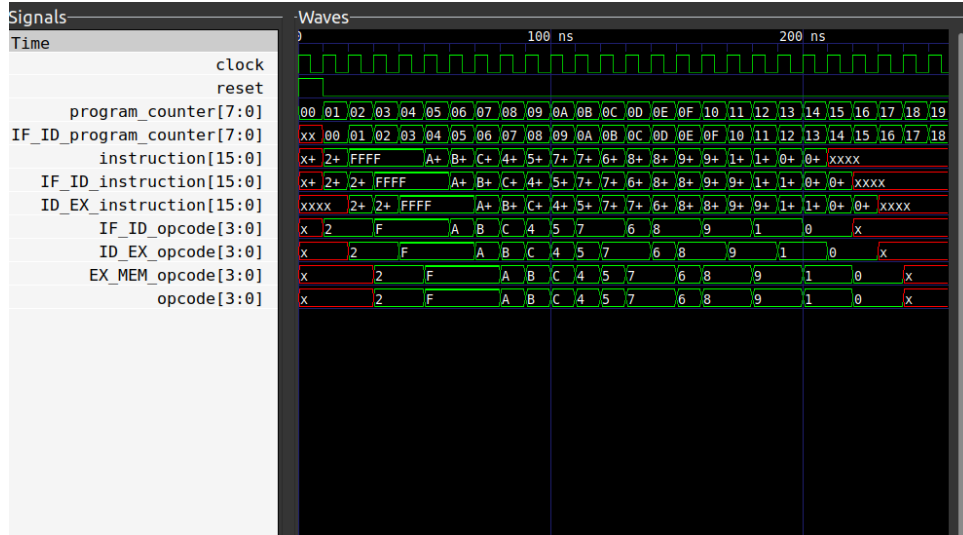 Signals Waves
Time 0 100 ns 200 ns
clock
reset
program_counter[7:0] 00 01 02 03 04 05 06 07 08 09 0A 0B 0C 0D 0E 0F 10 11 12 13 14 15 16 17 18 19
IF_ID_program_counter[7:0] xx 00 01 02 03 04 05 06 07 08 09 0A 0B 0C 0D 0E 0F 10 11 12 13 14 15 16 17 18
instruction[15:0] x+ 2+ FFFF A+ B+ C+ 4+ 5+ 7+ 7+ 6+ 8+ 8+ 9+ 9+ 1+ 1+ 0+ 0+ xxxx
IF_ID_instruction[15:0] x+ 2+ 2+ FFFF A+ B+ C+ 4+ 5+ 7+ 7+ 6+ 8+ 8+ 9+ 9+ 1+ 1+ 0+ 0+ xxxx
ID_EX_instruction[15:0] xxxx 2+ 2+ FFFF A+ B+ C+ 4+ 5+ 7+ 7+ 6+ 8+ 8+ 9+ 9+ 1+ 1+ 0+ 0+ xxxx
IF_ID_opcode[3:0] x 2 F A B C 4 5 7 6 8 9 1 0 x
ID_EX_opcode[3:0] x 2 F A B C 4 5 7 6 8 9 1 0 x
EX_MEM_opcode[3:0] x 2 F A B C 4 5 7 6 8 9 1 0 x
opcode[3:0] x 2 F A B C 4 5 7 6 8 9 1 0 x